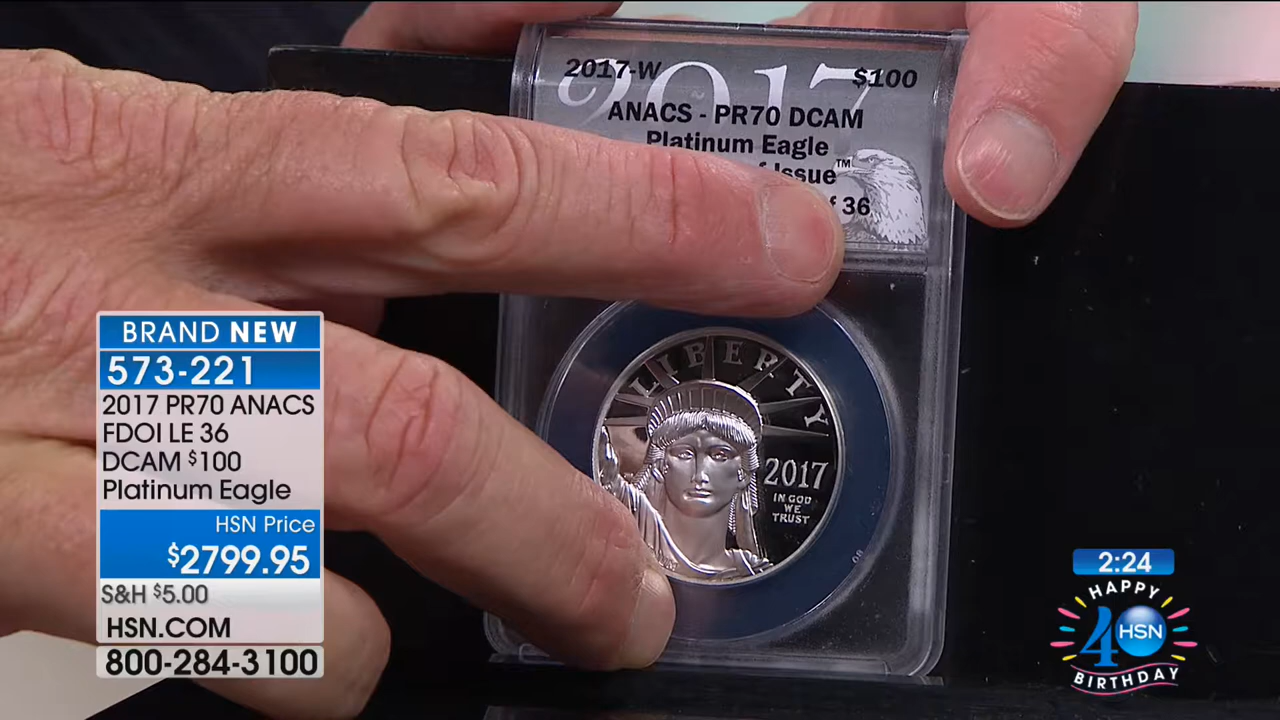 2017-W $100
2017
ANACS - PR70 DCAM
Platinum Eagle
Issue™
f 36
LIBERTY
2017
IN GOD
WE
TRUST
BRAND NEW
573-221
2017 PR70 ANACS
FDOI LE 36
DCAM $100
Platinum Eagle
HSN Price
$2799.95
S&H $5.00
HSN.COM
800-284-3100
2:24
HAPPY
40 HSN
BIRTHDAY